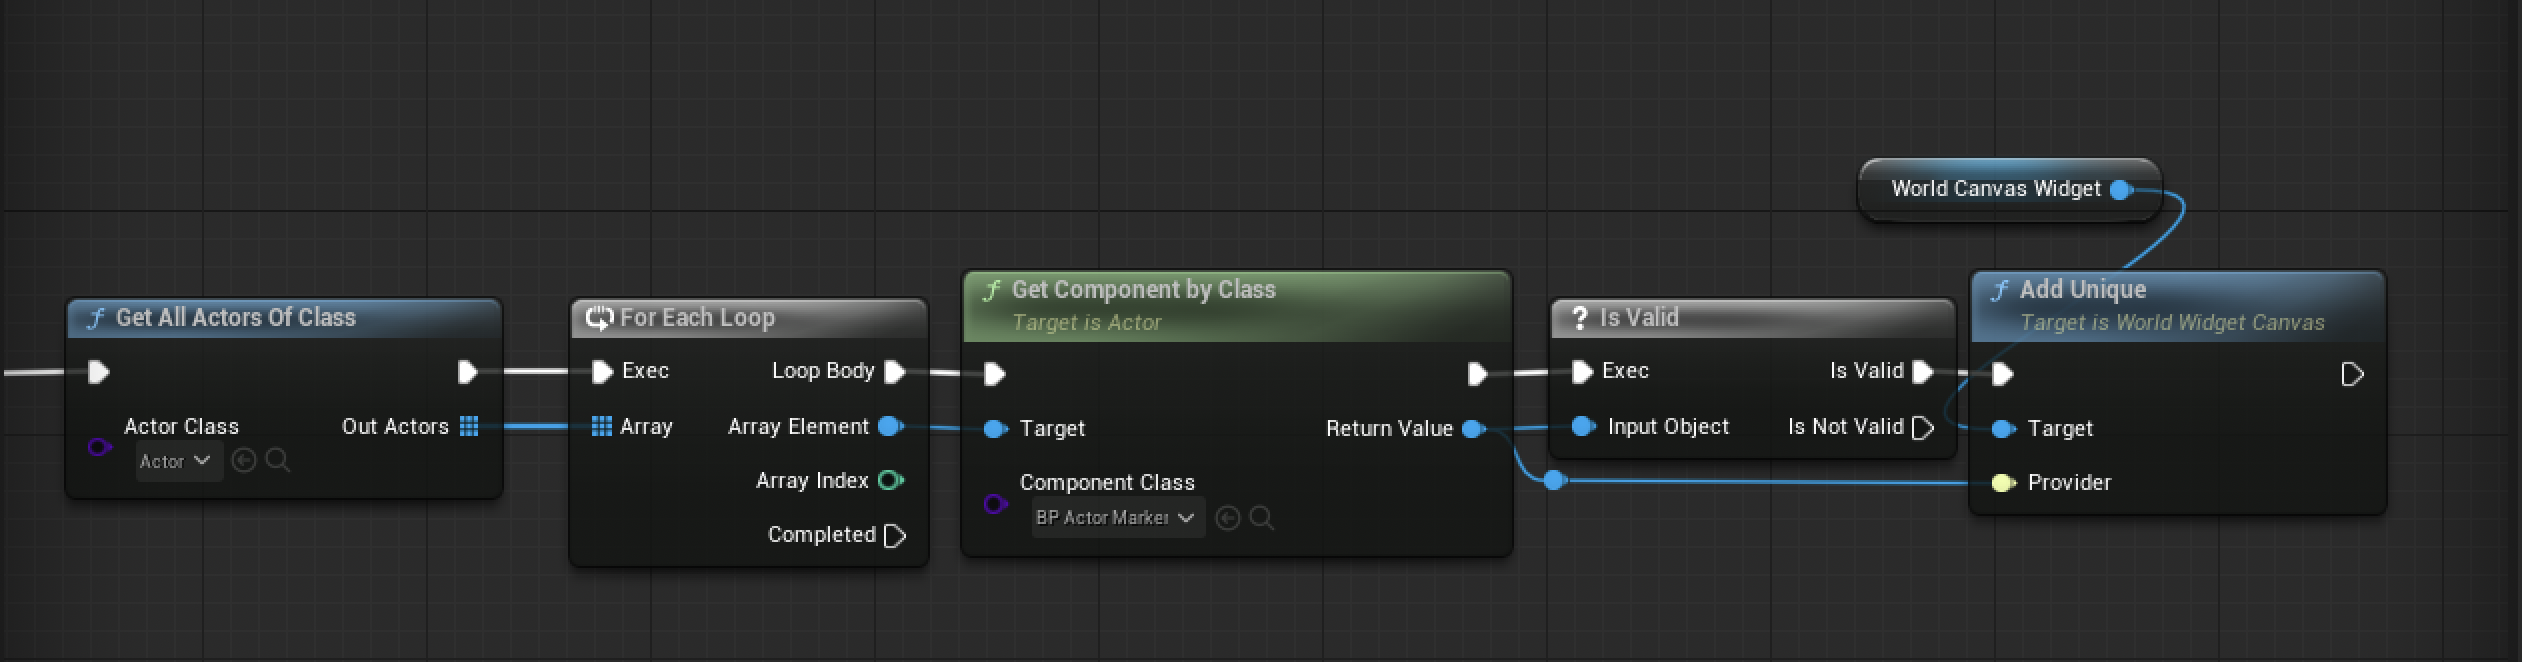 World Canvas Widget
Get All Actors Of Class
Actor Class
Actor
Out Actors
For Each Loop
Exec
Loop Body
Array
Array Element
Array Index
Completed
Get Component by Class
Target is Actor
Target
Return Value
Component Class
BP Actor Marker
? Is Valid
Exec
Is Valid
Input Object
Is Not Valid
Add Unique
Target is World Widget Canvas
Target
Provider